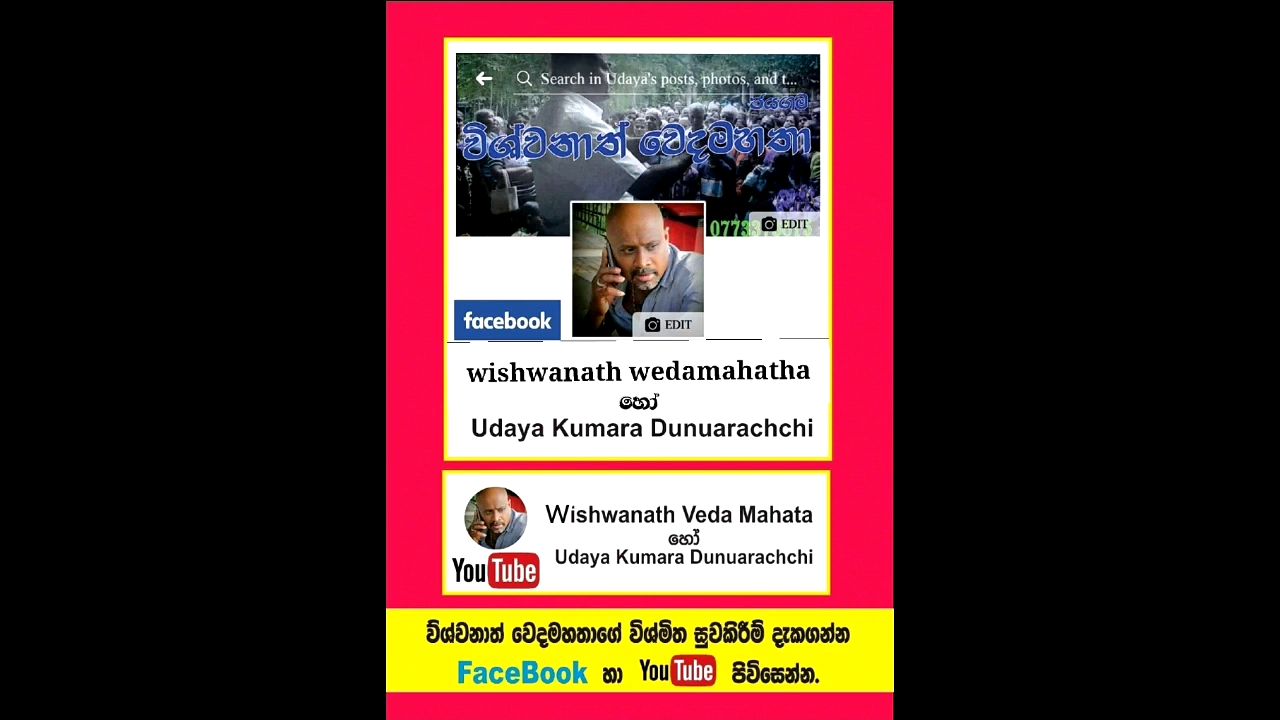 Search in Udaya's posts, photos, and t...
ජයගම
විශ්වනාත් වෙදමහතා
EDIT
facebook
EDIT
wishwanath wedamahatha
හෝ
Udaya Kumara Dunuarachchi
Wishwanath Veda Mahata
හෝ
Udaya Kumara Dunuarachchi
YouTube
විශ්වනාත් වෙදමහතාගේ විශ්මිත සුවකිරීම් දැකගන්න
FaceBook හා YouTube පිවිසෙන්න.